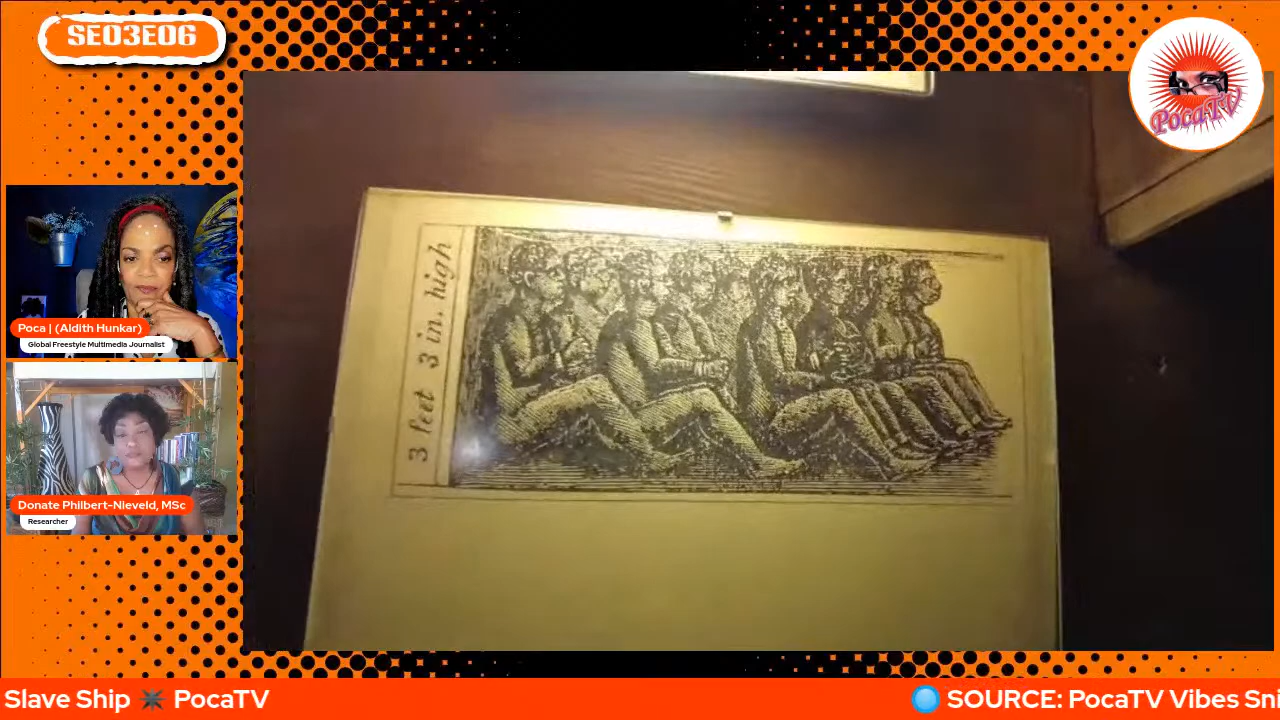 SE03E06
PocaTV
3 feet 3 in. high
Poca | (Aldith Hunkar)
Global Freestyle Multimedia Journalist
Donate Philbert-Nieveld, MSc
Researcher
Slave Ship PocaTV
SOURCE: PocaTV Vibes Sni